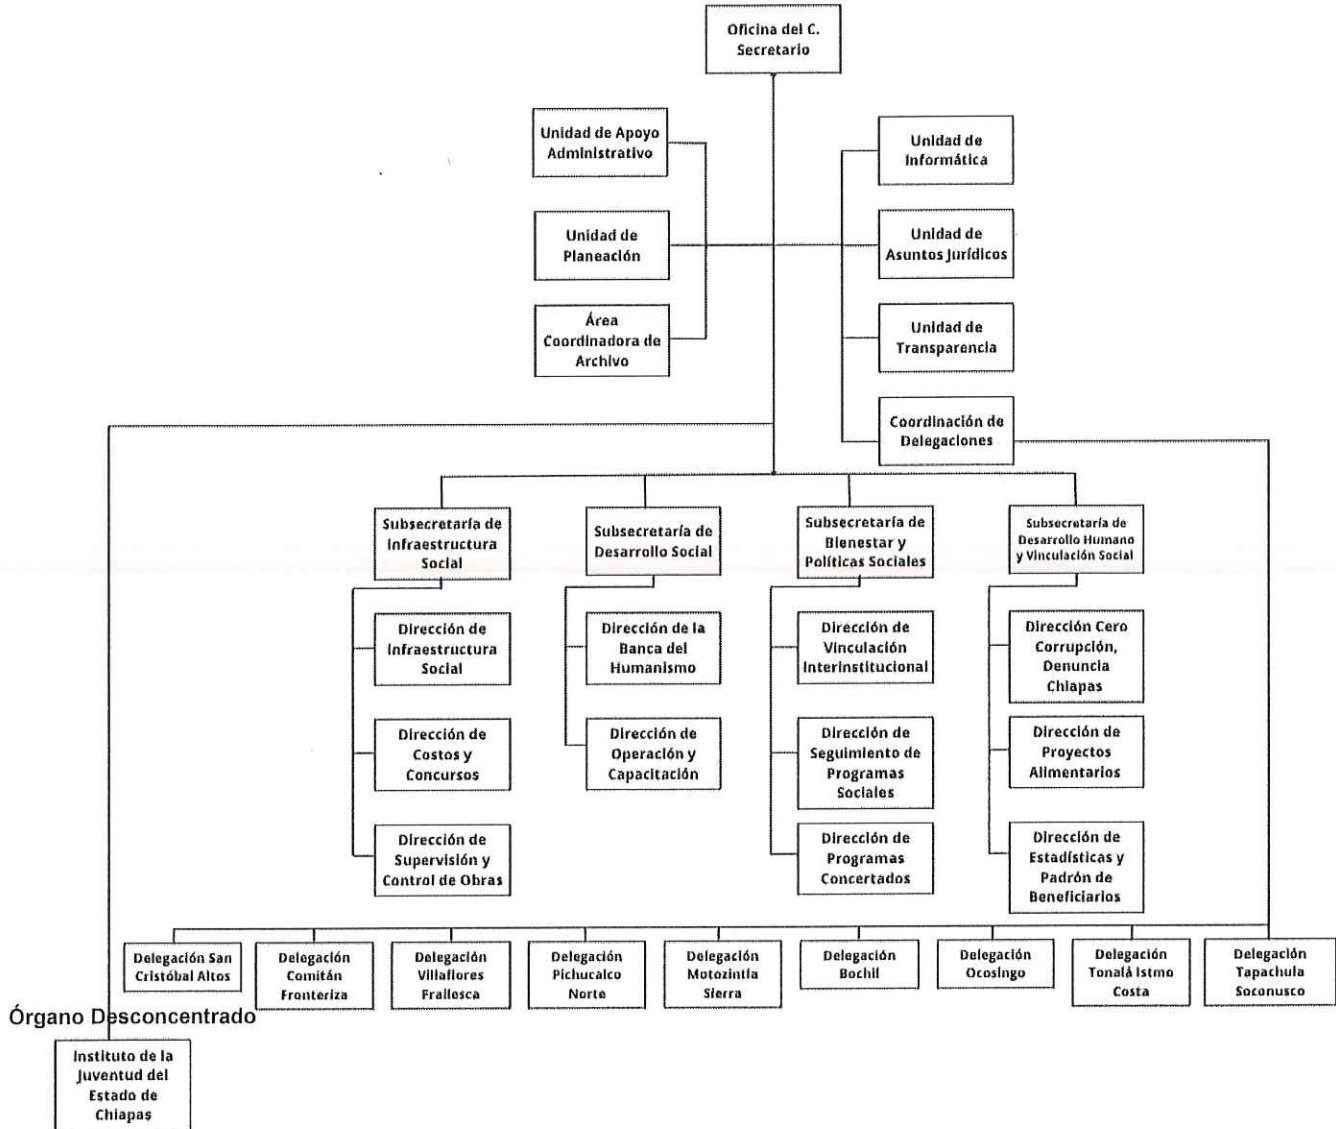 Oficina del C.
Secretario
Unidad de Apoyo
Administrativo
Unidad de
Informática
Unidad de
Planeación
Unidad de
Asuntos Jurídicos
Área
Coordinadora de
Archivo
Unidad de
Transparencia
Coordinación de
Delegaciones
Subsecretaría de
Infraestructura
Social
Subsecretaría de
Desarrollo Social
Subsecretaría de
Bienestar y
Políticas Sociales
Subsecretaría de
Desarrollo Humano
y Vinculación Social
Dirección de
Infraestructura
Social
Dirección de la
Banca del
Humanismo
Dirección de
Vinculación
Interinstitucional
Dirección Cero
Corrupción,
Denuncia
Chiapas
Dirección de
Costos y
Concursos
Dirección de
Operación y
Capacitación
Dirección de
Seguimiento de
Programas
Sociales
Dirección de
Proyectos
Alimentarios
Dirección de
Supervisión y
Control de Obras
Dirección de
Programas
Concertados
Dirección de
Estadísticas y
Padrón de
Beneficiarios
Delegación San
Cristóbal Altos
Delegación
Comitán
Fronteriza
Delegación
Villaflores
Frailesca
Delegación
Pichucalco
Norte
Delegación
Motozintla
Sierra
Delegación
Bochil
Delegación
Ocosingo
Delegación
Tonalá Istmo
Costa
Delegación
Tapachula
Soconusco
Órgano Desconcentrado
Instituto de la
Juventud del
Estado de
Chiapas